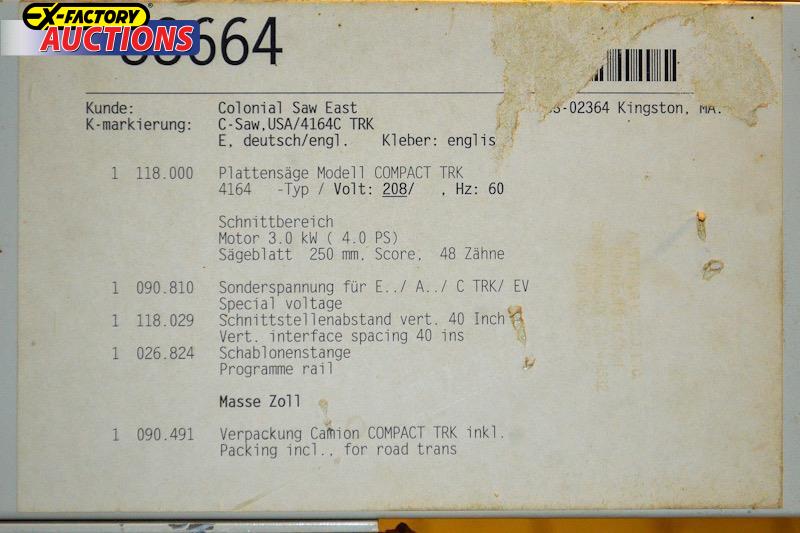 EX-FACTORY
AUCTIONS
664
Kunde: Colonial Saw East -02364 Kingston, MA.
K-markierung: C-Saw,USA/4164C TRK
E, deutsch/engl. Kleber: englis
1 118.000 Plattensäge Modell COMPACT TRK
4164 -Typ / Volt: 208/ , Hz: 60
Schnittbereich
Motor 3.0 kW ( 4.0 PS)
Sägeblatt 250 mm, Score, 48 Zähne
1 090.810 Sonderspannung für E../ A../ C TRK/ EV
Special voltage
1 118.029 Schnittstellenabstand vert. 40 Inch
Vert. interface spacing 40 ins
1 026.824 Schablonenstange
Programme rail
Masse Zoll
1 090.491 Verpackung Camion COMPACT TRK inkl.
Packing incl., for road trans